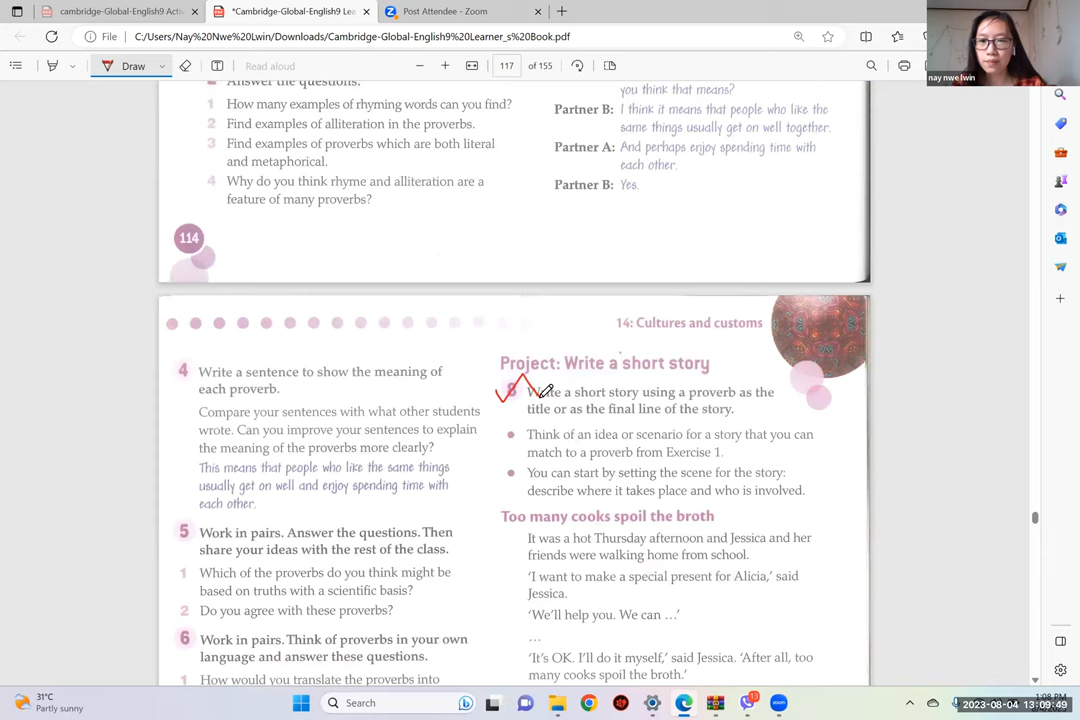 cambridge-Global-English9 Acti
*Cambridge-Global-English9 Lea
Post Attendee - Zoom
File
C:/Users/Nay%20Nwe%20Lwin/Downloads/Cambridge-Global-English9%20Learner_s%20Book.pdf
nay nwe lwin
Draw
Read aloud
117
of 155
Answer the questions.
1 How many examples of rhyming words can you find?
2 Find examples of alliteration in the proverbs.
3 Find examples of proverbs which are both literal
and metaphorical.
4 Why do you think rhyme and alliteration are a
feature of many proverbs?
you think that means?
Partner B: I think it means that people who like the
same things usually get on well together.
Partner A: And perhaps enjoy spending time with
each other.
Partner B: Yes.
114
14: Cultures and customs
4 Write a sentence to show the meaning of
each proverb.
Compare your sentences with what other students
wrote. Can you improve your sentences to explain
the meaning of the proverbs more clearly?
This means that people who like the same things
usually get on well and enjoy spending time with
each other.
5 Work in pairs. Answer the questions. Then
share your ideas with the rest of the class.
1 Which of the proverbs do you think might be
based on truths with a scientific basis?
2 Do you agree with these proverbs?
6 Work in pairs. Think of proverbs in your own
language and answer these questions.
1 How would you translate the proverbs into
Project: Write a short story
8 Write a short story using a proverb as the
title or as the final line of the story.
• Think of an idea or scenario for a story that you can
match to a proverb from Exercise 1.
• You can start by setting the scene for the story:
describe where it takes place and who is involved.
Too many cooks spoil the broth
It was a hot Thursday afternoon and Jessica and her
friends were walking home from school.
'I want to make a special present for Alicia,' said
Jessica.
'We'll help you. We can …'
…
'It's OK. I'll do it myself,' said Jessica. 'After all, too
many cooks spoil the broth.'
31°C
Partly sunny
Search
13
1:08 PM
2023-08-04 13:09:49